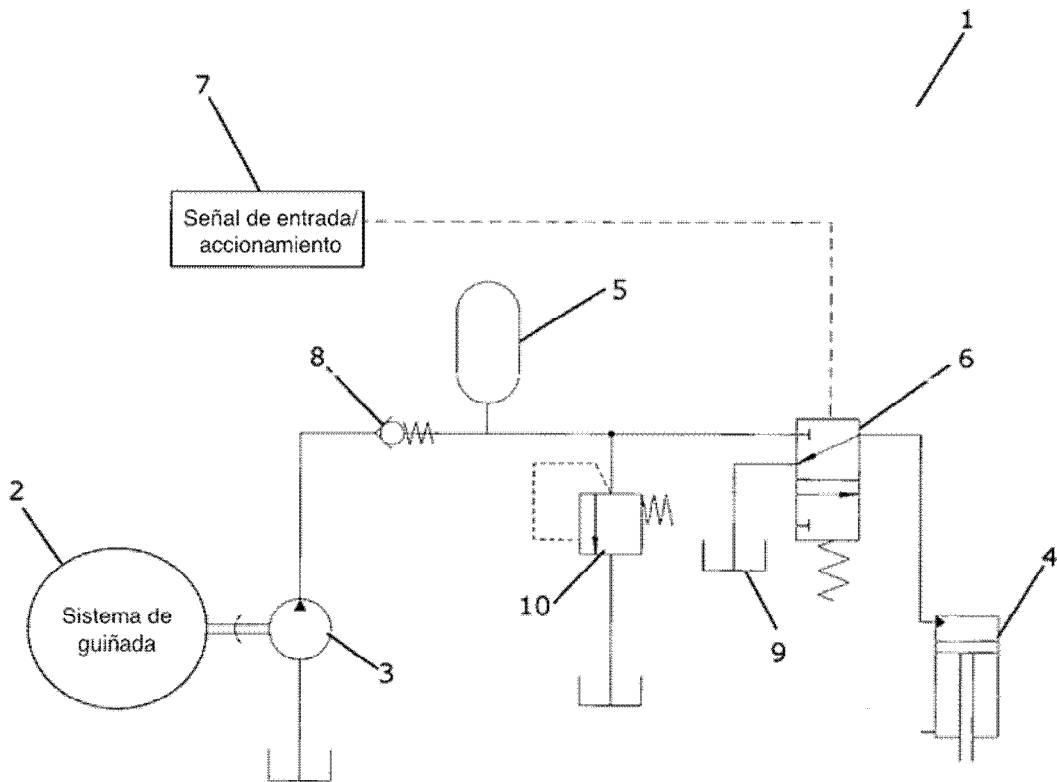 1
7
Señal de entrada/
accionamiento
5
8
6
2
Sistema de
guiñada
3
10
9
4